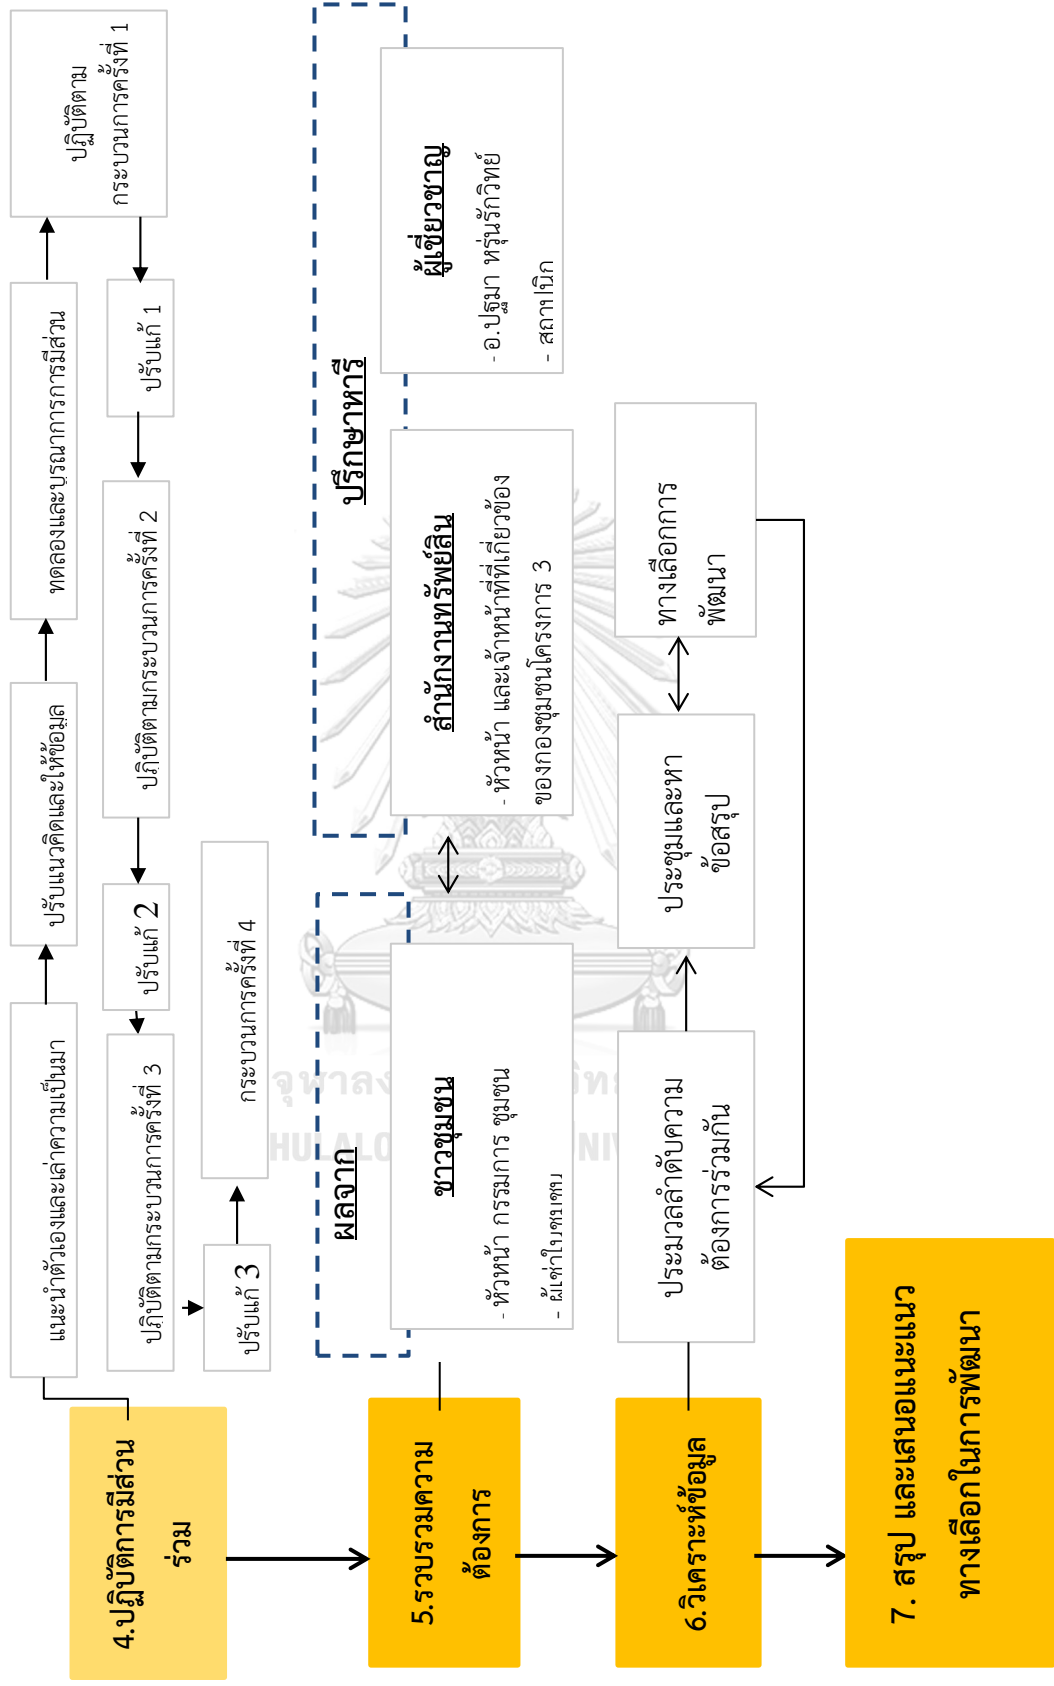 4.ปฏิบัติการมีส่วน
ร่วม
แนะนำตัวเองและเล่าความเป็นมา
ปรับแนวคิดและให้ข้อมูล
ทดลองและบูรณาการการมีส่วน
ปฏิบัติตาม
กระบวนการครั้งที่ 1
ปรับแก้ 1
ปฏิบัติตามกระบวนการครั้งที่ 2
ปรับแก้ 2
ปฏิบัติตามกระบวนการครั้งที่ 3
ปรับแก้ 3
กระบวนการครั้งที่ 4
5.รวบรวมความ
ต้องการ
ผลจาก
ชาวชุมชน
- หัวหน้า กรรมการ ชุมชน
- ผู้เช่าในชุมชน
ปรึกษาหารือ
สำนักงานทรัพย์สิน
- หัวหน้า และเจ้าหน้าที่ที่เกี่ยวข้อง
ของกองชุมชนโครงการ 3
ผู้เชี่ยวชาญ
- อ.ปฐมา หรุ่นรักวิทย์
- สถาปนิก
6.วิเคราะห์ข้อมูล
ประมวลลำดับความ
ต้องการร่วมกัน
ประชุมและหา
ข้อสรุป
ทางเลือกการ
พัฒนา
7. สรุป และเสนอแนะแนว
ทางเลือกในการพัฒนา